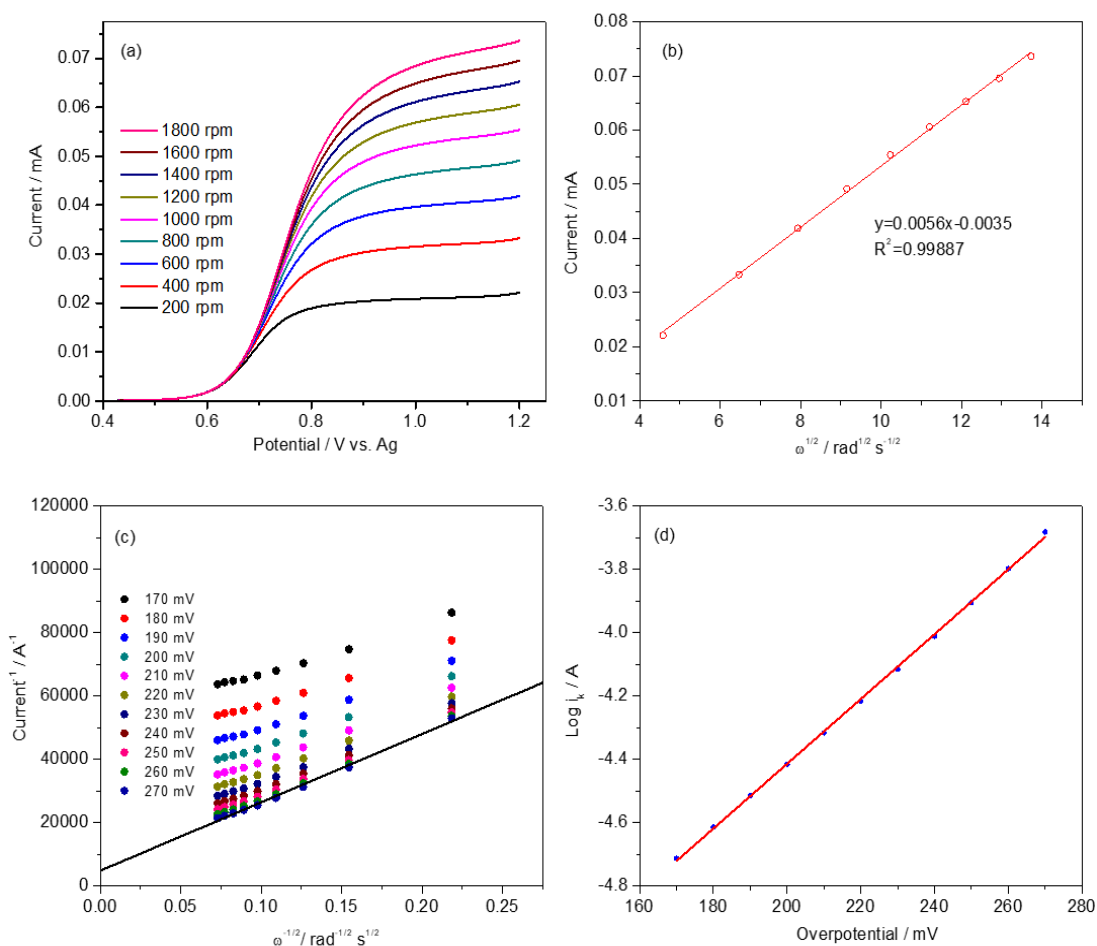 (a)
0.07
0.06
0.05
0.04
0.03
0.02
0.01
0.00
Current / mA
1800 rpm
1600 rpm
1400 rpm
1200 rpm
1000 rpm
800 rpm
600 rpm
400 rpm
200 rpm
0.4 0.6 0.8 1.0 1.2
Potential / V vs. Ag
(b)
0.08
0.07
0.06
0.05
0.04
0.03
0.02
0.01
Current / mA
y=0.0056x-0.0035
R²=0.99887
4 6 8 10 12 14
ω^1/2 / rad^1/2 s^-1/2
(c)
120000
100000
80000
60000
40000
20000
0
Current^-1 / A^-1
170 mV
180 mV
190 mV
200 mV
210 mV
220 mV
230 mV
240 mV
250 mV
260 mV
270 mV
0.00 0.05 0.10 0.15 0.20 0.25
ω^-1/2 / rad^-1/2 s^1/2
(d)
-3.6
-3.8
-4.0
-4.2
-4.4
-4.6
-4.8
Log i_k / A
160 180 200 220 240 260 280
Overpotential / mV